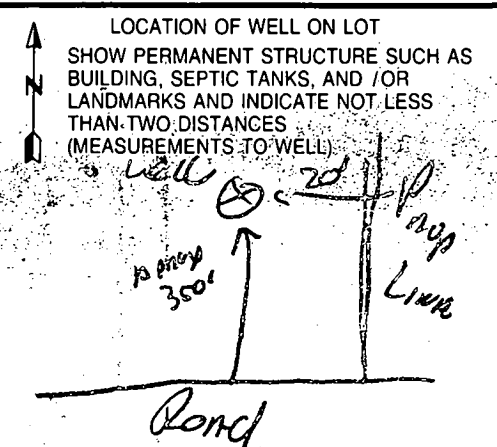 LOCATION OF WELL ON LOT
SHOW PERMANENT STRUCTURE SUCH AS
BUILDING, SEPTIC TANKS, AND / OR
LANDMARKS AND INDICATE NOT LESS
THAN TWO DISTANCES
(MEASUREMENTS TO WELL)
N
Well
20'
Prop
Line
approx
350'
Road